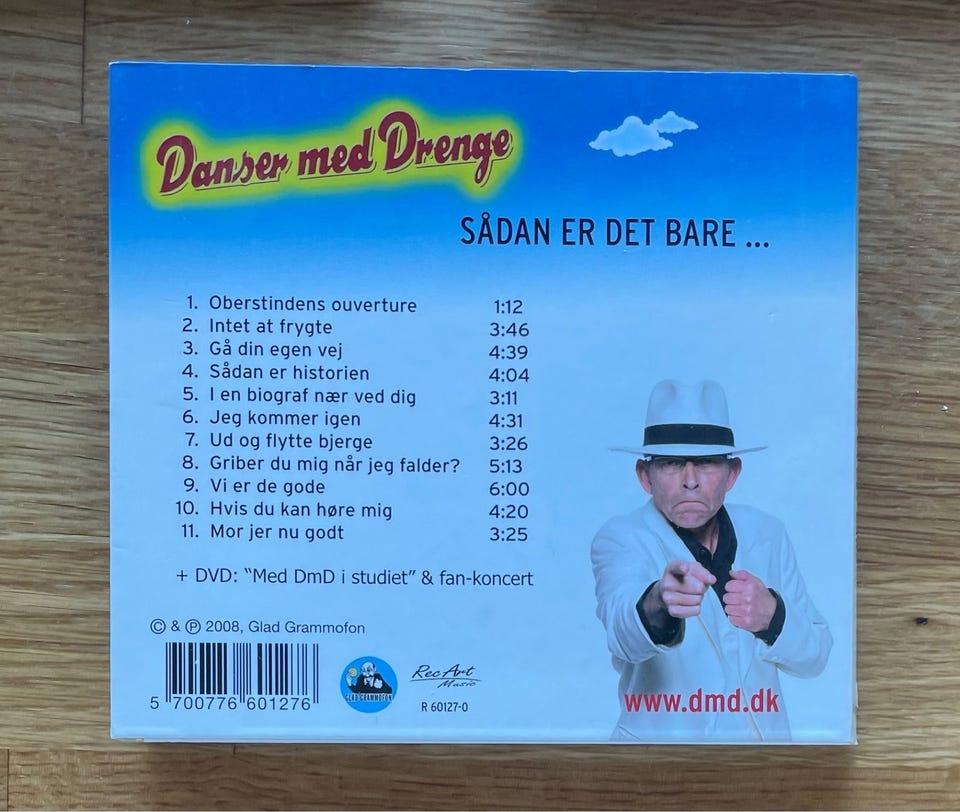 Danser med Drenge
SÅDAN ER DET BARE ...
1. Oberstindens ouverture 1:12
2. Intet at frygte 3:46
3. Gå din egen vej 4:39
4. Sådan er historien 4:04
5. I en biograf nær ved dig 3:11
6. Jeg kommer igen 4:31
7. Ud og flytte bjerge 3:26
8. Griber du mig når jeg falder? 5:13
9. Vi er de gode 6:00
10. Hvis du kan høre mig 4:20
11. Mor jer nu godt 3:25
+ DVD: “Med DmD i studiet” & fan-koncert
© & ℗ 2008, Glad Grammofon
5 700776 601276
GLAD GRAMMOFON
RecArt
Music
R 60127-0
www.dmd.dk